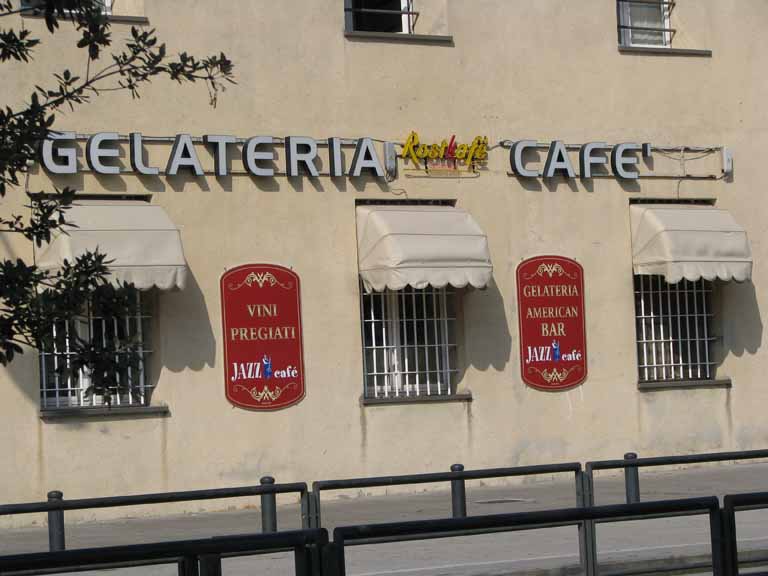 GELATERIA RostKafé CAFE'
VINI
PREGIATI
JAZZ café
GELATERIA
AMERICAN
BAR
JAZZ café